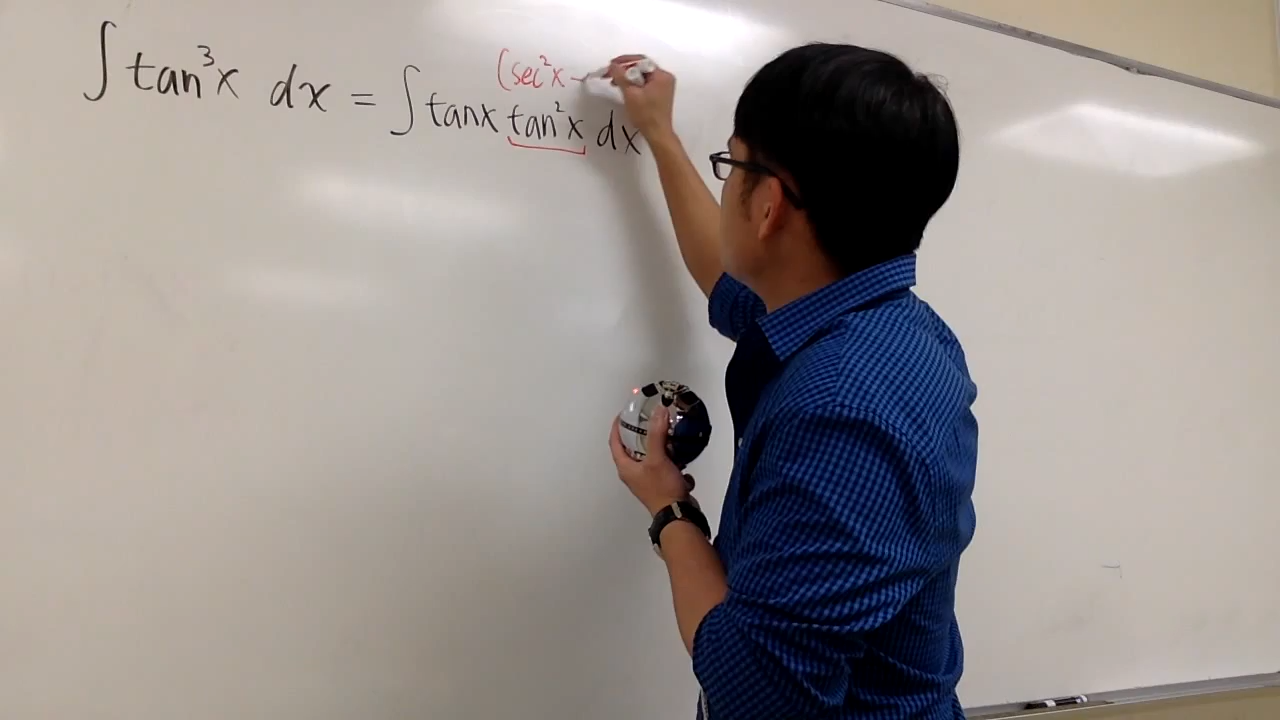 (sec²x -
∫ tan³x dx = ∫ tanx tan²x dx